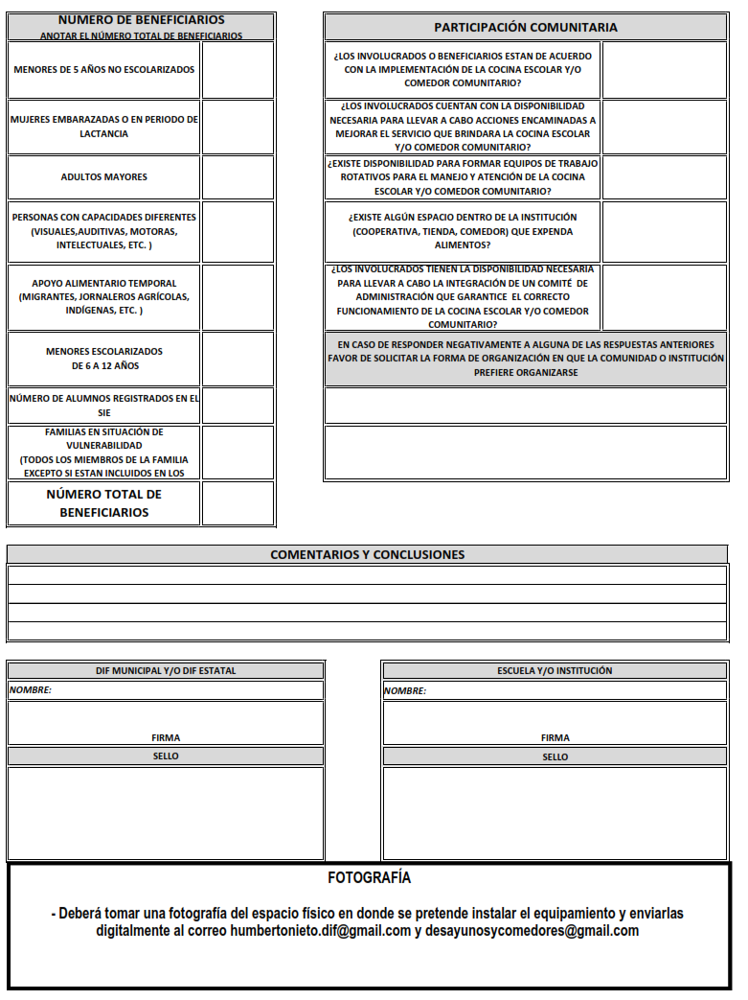 NÚMERO DE BENEFICIARIOS
ANOTAR EL NÚMERO TOTAL DE BENEFICIARIOS
MENORES DE 5 AÑOS NO ESCOLARIZADOS
MUJERES EMBARAZADAS O EN PERIODO DE
LACTANCIA
ADULTOS MAYORES
PERSONAS CON CAPACIDADES DIFERENTES
(VISUALES,AUDITIVAS, MOTORAS,
INTELECTUALES, ETC. )
APOYO ALIMENTARIO TEMPORAL
(MIGRANTES, JORNALEROS AGRÍCOLAS,
INDÍGENAS, ETC. )
MENORES ESCOLARIZADOS
DE 6 A 12 AÑOS
NÚMERO DE ALUMNOS REGISTRADOS EN EL
SIE
FAMILIAS EN SITUACIÓN DE
VULNERABILIDAD
(TODOS LOS MIEMBROS DE LA FAMILIA
EXCEPTO SI ESTAN INCLUIDOS EN LOS
NÚMERO TOTAL DE
BENEFICIARIOS
PARTICIPACIÓN COMUNITARIA
¿LOS INVOLUCRADOS O BENEFICIARIOS ESTAN DE ACUERDO
CON LA IMPLEMENTACIÓN DE LA COCINA ESCOLAR Y/O
COMEDOR COMUNITARIO?
¿LOS INVOLUCRADOS CUENTAN CON LA DISPONIBILIDAD
NECESARIA PARA LLEVAR A CABO ACCIONES ENCAMINADAS A
MEJORAR EL SERVICIO QUE BRINDARA LA COCINA ESCOLAR
Y/O COMEDOR COMUNITARIO?
¿EXISTE DISPONIBILIDAD PARA FORMAR EQUIPOS DE TRABAJO
ROTATIVOS PARA EL MANEJO Y ATENCIÓN DE LA COCINA
ESCOLAR Y/O COMEDOR COMUNITARIO?
¿EXISTE ALGÚN ESPACIO DENTRO DE LA INSTITUCIÓN
(COOPERATIVA, TIENDA, COMEDOR) QUE EXPENDA
ALIMENTOS?
¿LOS INVOLUCRADOS TIENEN LA DISPONIBILIDAD NECESARIA
PARA LLEVAR A CABO LA INTEGRACIÓN DE UN COMITÉ DE
ADMINISTRACIÓN QUE GARANTICE EL CORRECTO
FUNCIONAMIENTO DE LA COCINA ESCOLAR Y/O COMEDOR
COMUNITARIO?
EN CASO DE RESPONDER NEGATIVAMENTE A ALGUNA DE LAS RESPUESTAS ANTERIORES
FAVOR DE SOLICITAR LA FORMA DE ORGANIZACIÓN EN QUE LA COMUNIDAD O INSTITUCIÓN
PREFIERE ORGANIZARSE
COMENTARIOS Y CONCLUSIONES
DIF MUNICIPAL Y/O DIF ESTATAL
NOMBRE:
FIRMA
SELLO
ESCUELA Y/O INSTITUCIÓN
NOMBRE:
FIRMA
SELLO
FOTOGRAFÍA
- Deberá tomar una fotografía del espacio físico en donde se pretende instalar el equipamiento y enviarlas
digitalmente al correo humbertonieto.dif@gmail.com y desayunosycomedores@gmail.com